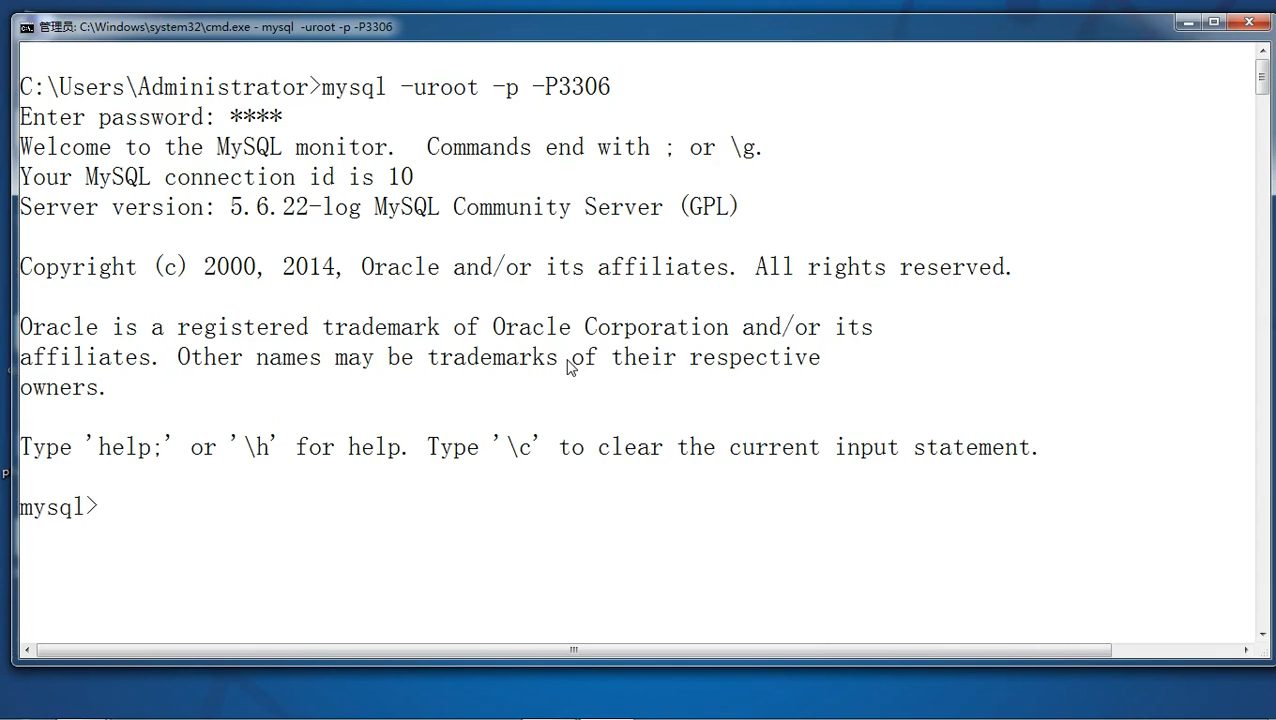 管理员: C:\Windows\system32\cmd.exe - mysql  -uroot -p -P3306
C:\Users\Administrator>mysql -uroot -p -P3306
Enter password: ****
Welcome to the MySQL monitor.  Commands end with ; or \g.
Your MySQL connection id is 10
Server version: 5.6.22-log MySQL Community Server (GPL)
Copyright (c) 2000, 2014, Oracle and/or its affiliates. All rights reserved.
Oracle is a registered trademark of Oracle Corporation and/or its
affiliates. Other names may be trademarks of their respective
owners.
Type 'help;' or '\h' for help. Type '\c' to clear the current input statement.
mysql>